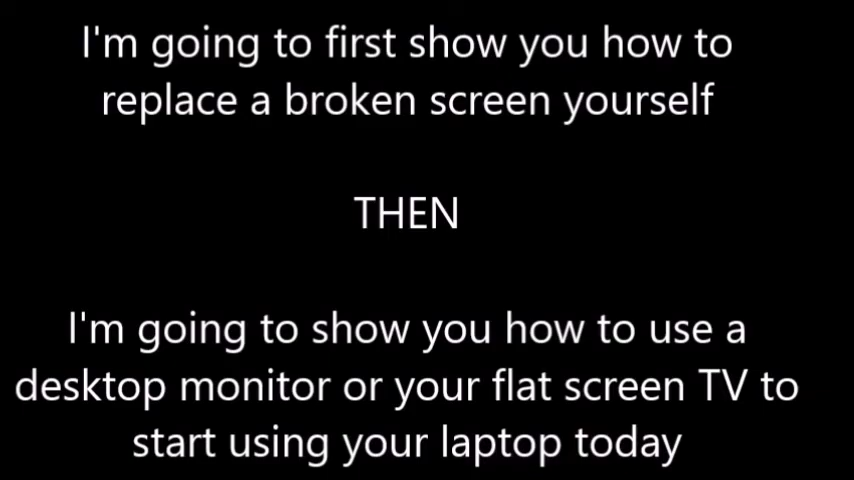 I'm going to first show you how to
replace a broken screen yourself
THEN
I'm going to show you how to use a
desktop monitor or your flat screen TV to
start using your laptop today